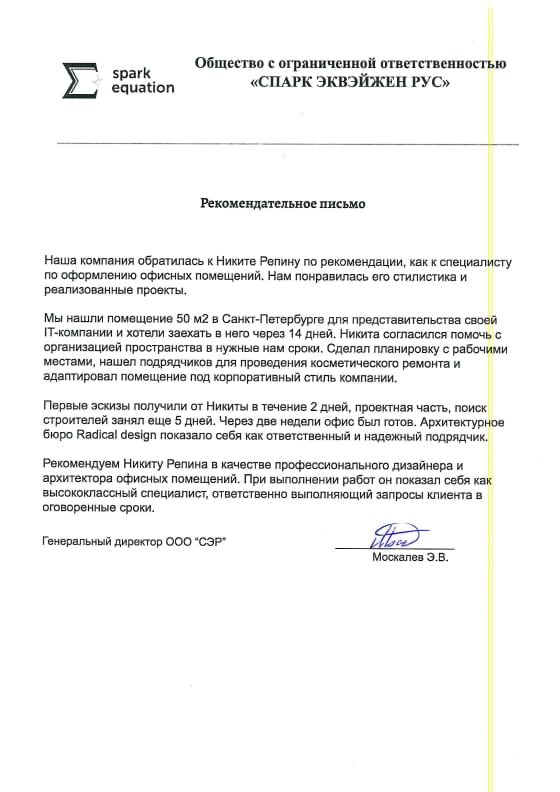 spark
equation
Общество с ограниченной ответственностью
«СПАРК ЭКВЭЙЖЕН РУС»
Рекомендательное письмо
Наша компания обратилась к Никите Репину по рекомендации, как к специалисту
по оформлению офисных помещений. Нам понравилась его стилистика и
реализованные проекты.
Мы нашли помещение 50 м2 в Санкт-Петербурге для представительства своей
IT-компании и хотели заехать в него через 14 дней. Никита согласился помочь с
организацией пространства в нужные нам сроки. Сделал планировку с рабочими
местами, нашел подрядчиков для проведения косметического ремонта и
адаптировал помещение под корпоративный стиль компании.
Первые эскизы получили от Никиты в течение 2 дней, проектная часть, поиск
строителей занял еще 5 дней. Через две недели офис был готов. Архитектурное
бюро Radical design показало себя как ответственный и надежный подрядчик.
Рекомендуем Никиту Репина в качестве профессионального дизайнера и
архитектора офисных помещений. При выполнении работ он показал себя как
высококлассный специалист, ответственно выполняющий запросы клиента в
оговоренные сроки.
Генеральный директор ООО "СЭР"
Москалев Э.В.